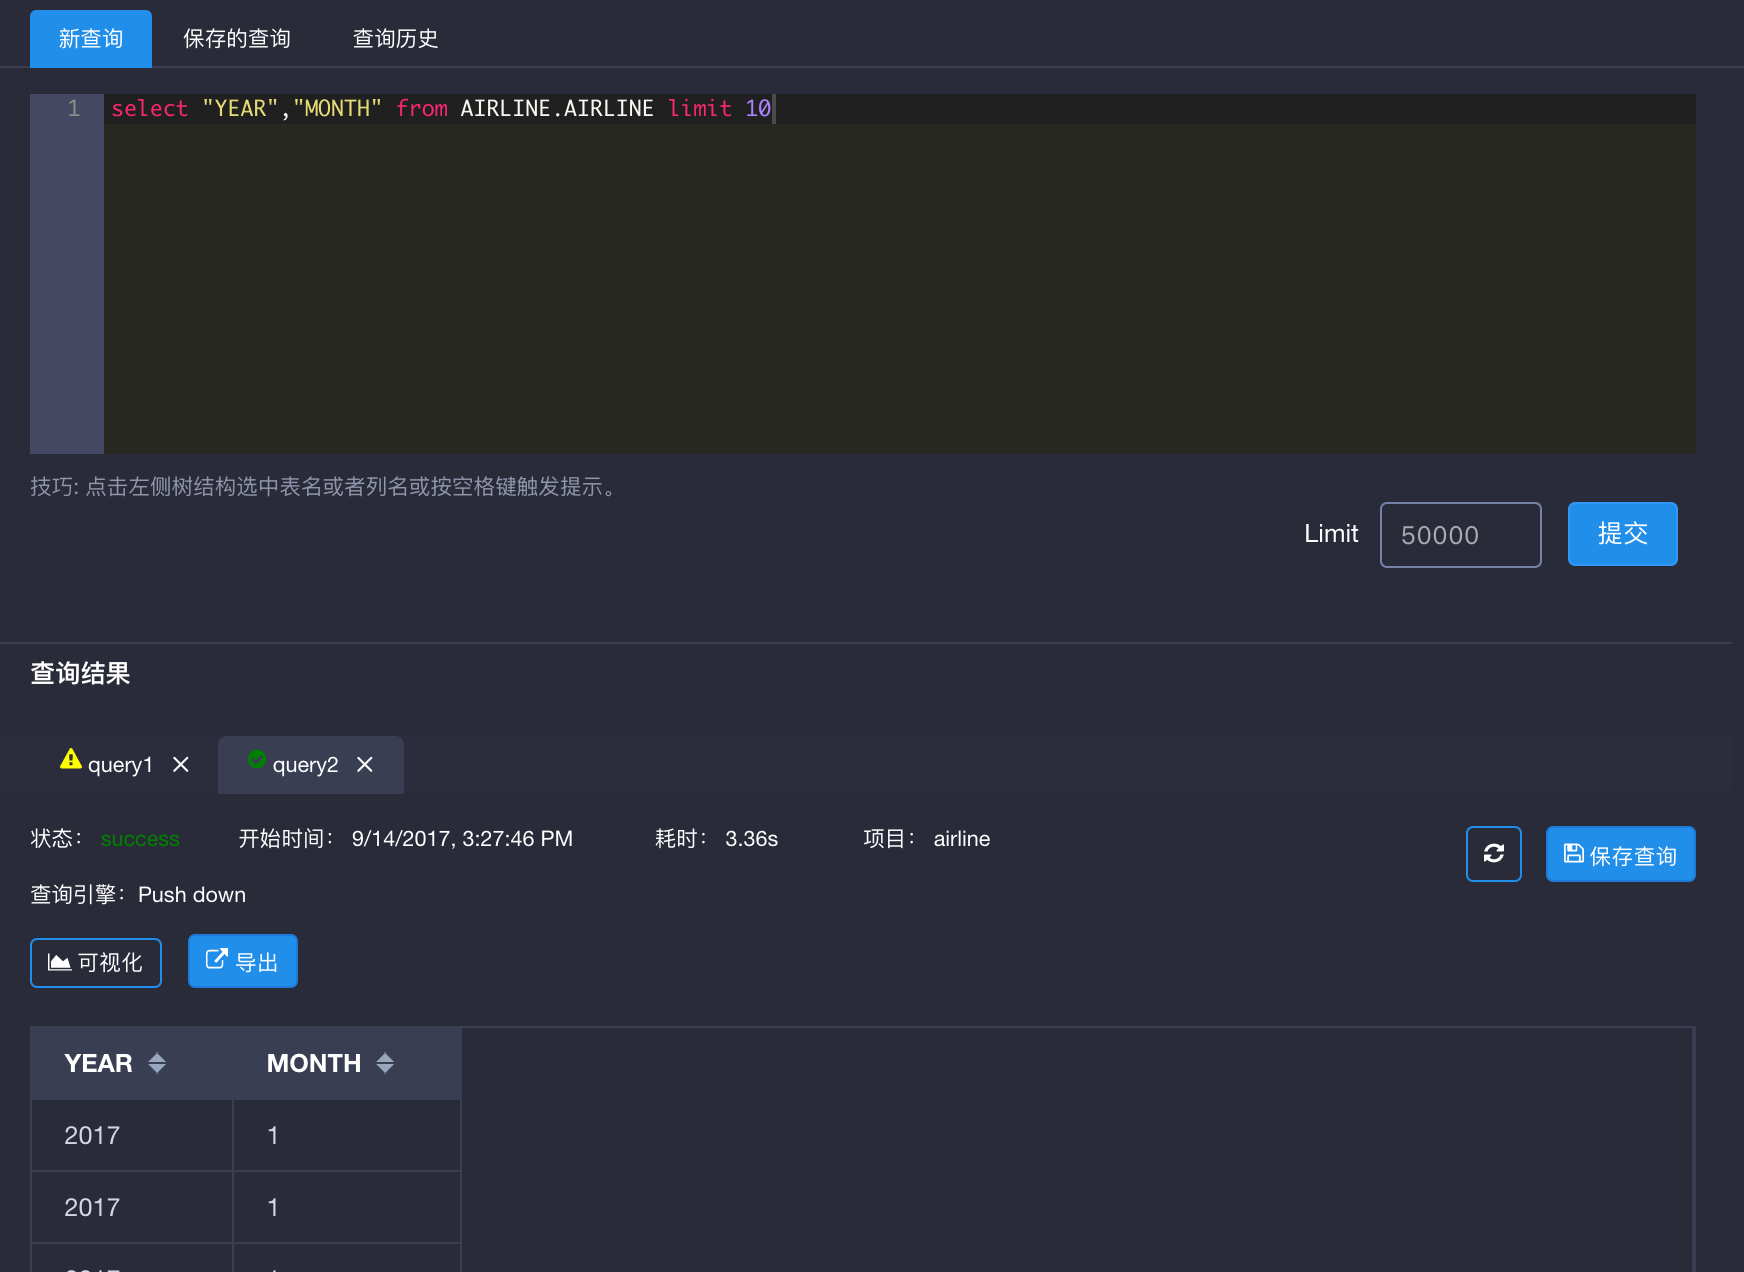 新查询 保存的查询 查询历史
1 select "YEAR","MONTH" from AIRLINE.AIRLINE limit 10
技巧: 点击左侧树结构选中表名或者列名或按空格键触发提示。
Limit 50000 提交
查询结果
query1 query2
状态： success 开始时间： 9/14/2017, 3:27:46 PM 耗时： 3.36s 项目： airline
保存查询
查询引擎：Push down
可视化 导出
YEAR MONTH
2017 1
2017 1